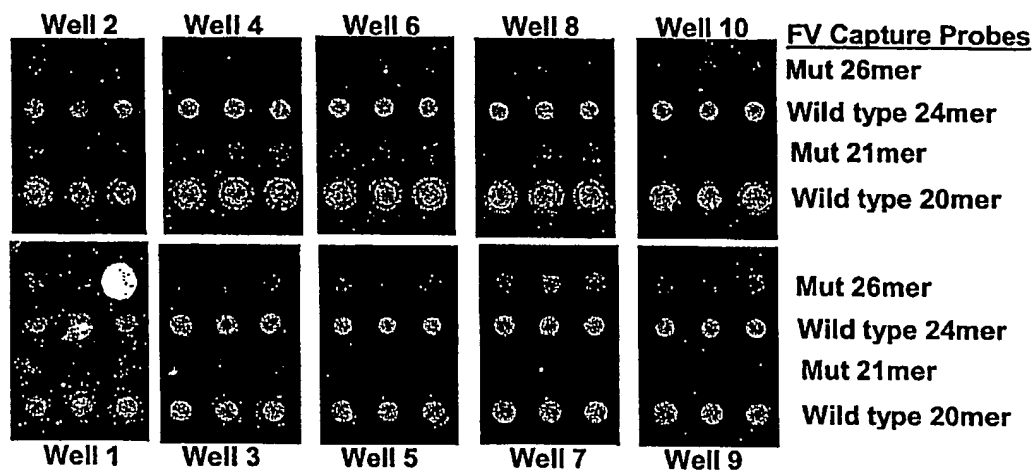 Well 2 Well 4 Well 6 Well 8 Well 10
FV Capture Probes
Mut 26mer
Wild type 24mer
Mut 21mer
Wild type 20mer
Mut 26mer
Wild type 24mer
Mut 21mer
Wild type 20mer
Well 1 Well 3 Well 5 Well 7 Well 9